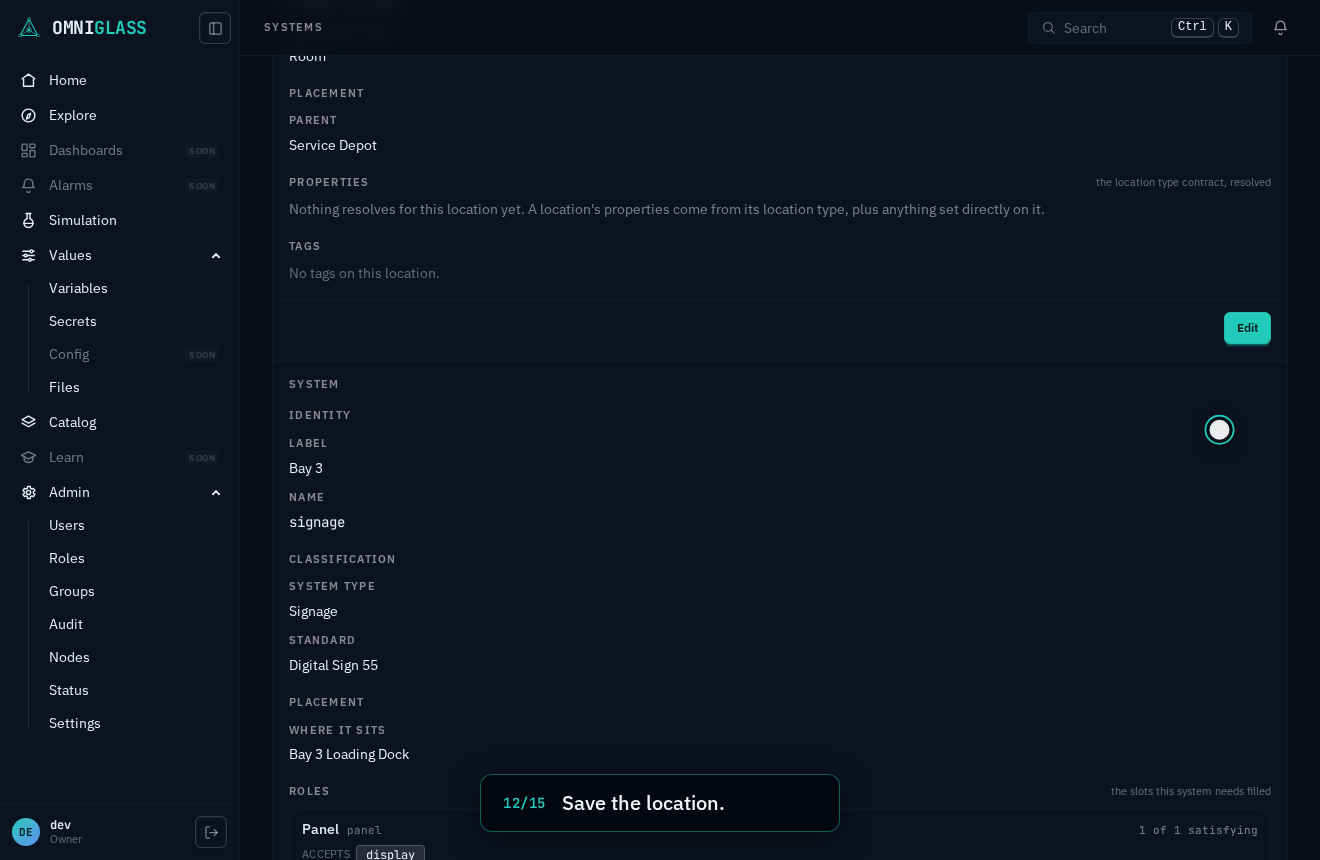 OMNIGLASS
SYSTEMS
Search
Ctrl K
Home
Explore
Dashboards SOON
Alarms SOON
Simulation
Values
Variables
Secrets
Config SOON
Files
Catalog
Learn SOON
Admin
Users
Roles
Groups
Audit
Nodes
Status
Settings
DE dev
Owner
Room
PLACEMENT
PARENT
Service Depot
PROPERTIES the location type contract, resolved
Nothing resolves for this location yet. A location's properties come from its location type, plus anything set directly on it.
TAGS
No tags on this location.
Edit
SYSTEM
IDENTITY
LABEL
Bay 3
NAME
signage
CLASSIFICATION
SYSTEM TYPE
Signage
STANDARD
Digital Sign 55
PLACEMENT
WHERE IT SITS
Bay 3 Loading Dock
ROLES the slots this system needs filled
Panel panel 1 of 1 satisfying
ACCEPTS display
12/15 Save the location.